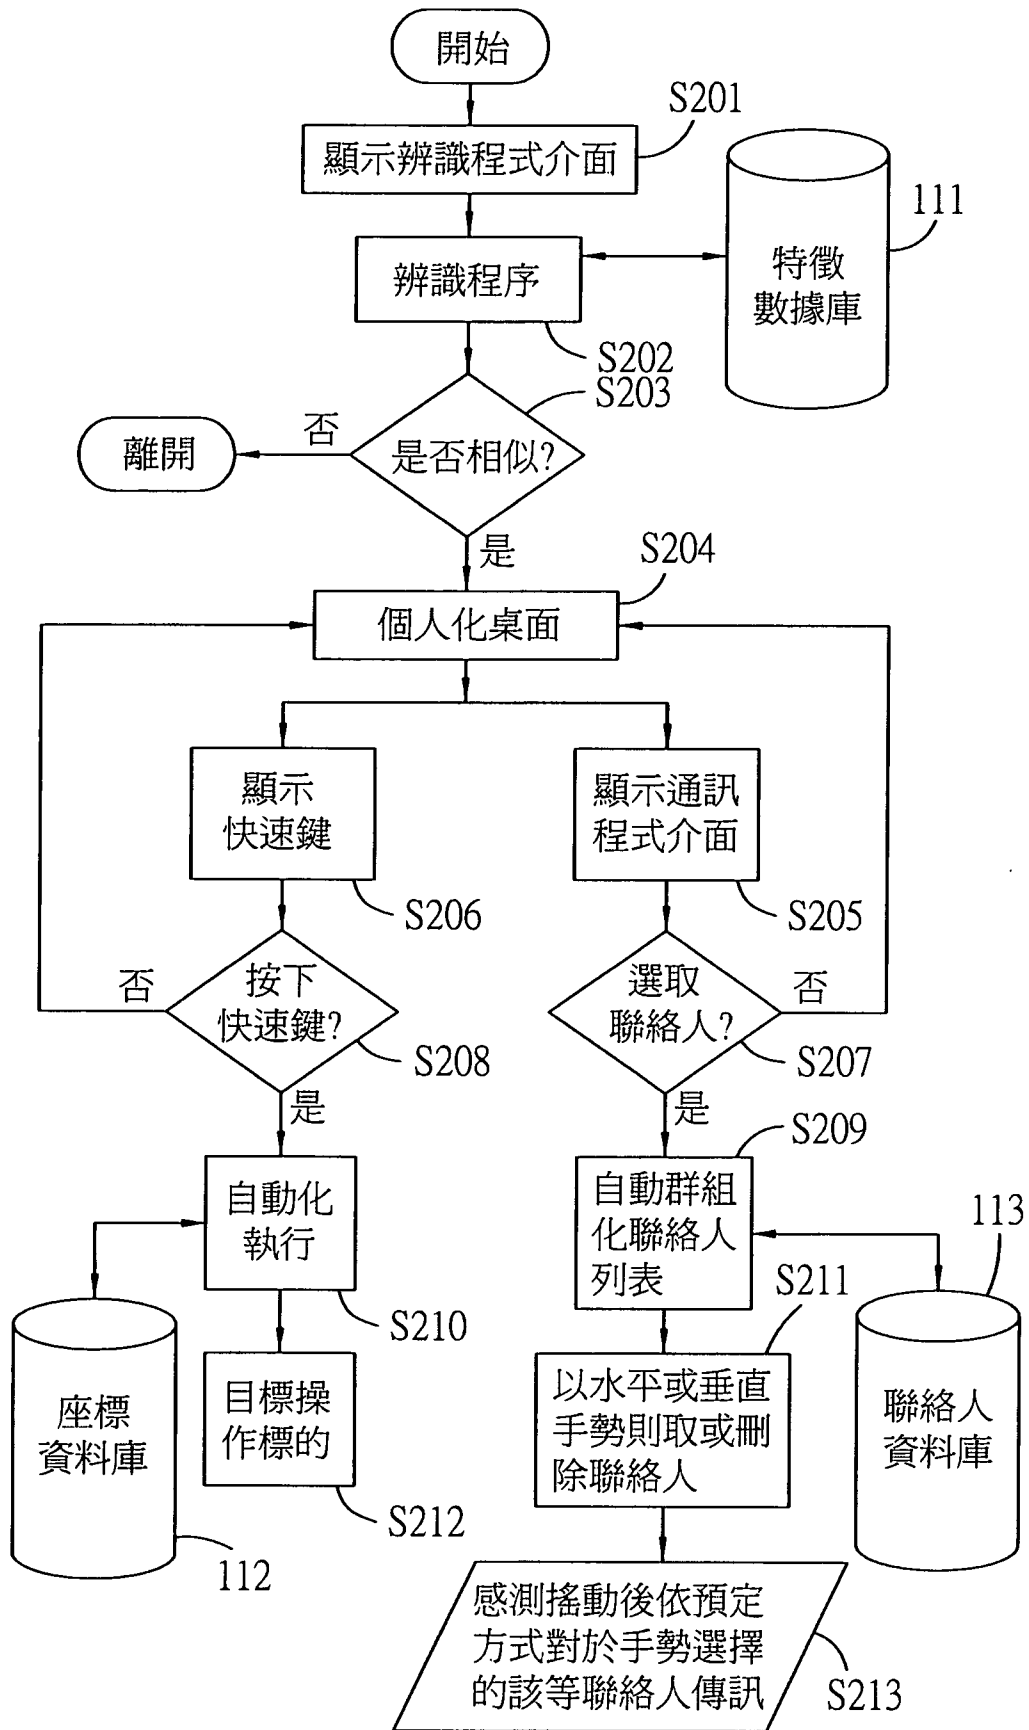 開始
S201
顯示辨識程式介面
111
辨識程序
特徵
數據庫
S202
S203
否
離開
是否相似?
是
S204
個人化桌面
顯示
快速鍵
顯示通訊
程式介面
S206
S205
否
按下
快速鍵?
選取
聯絡人?
否
S208
S207
是
是
S209
自動化
執行
自動群組
化聯絡人
列表
113
S210
S211
座標
資料庫
目標操
作標的
以水平或垂直
手勢則取或刪
除聯絡人
聯絡人
資料庫
S212
112
感測搖動後依預定
方式對於手勢選擇
的該等聯絡人傳訊
S213